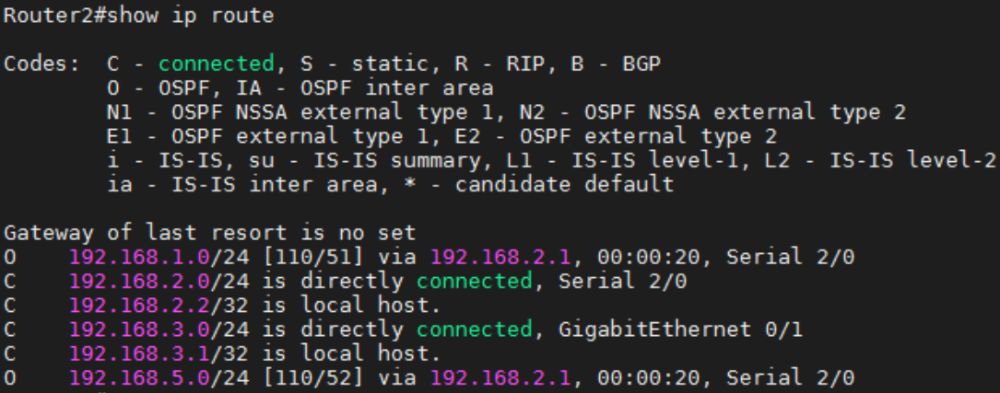 Router2#show ip route
Codes:  C - connected, S - static, R - RIP, B - BGP
        O - OSPF, IA - OSPF inter area
        N1 - OSPF NSSA external type 1, N2 - OSPF NSSA external type 2
        E1 - OSPF external type 1, E2 - OSPF external type 2
        i - IS-IS, su - IS-IS summary, L1 - IS-IS level-1, L2 - IS-IS level-2
        ia - IS-IS inter area, * - candidate default
Gateway of last resort is no set
O    192.168.1.0/24 [110/51] via 192.168.2.1, 00:00:20, Serial 2/0
C    192.168.2.0/24 is directly connected, Serial 2/0
C    192.168.2.2/32 is local host.
C    192.168.3.0/24 is directly connected, GigabitEthernet 0/1
C    192.168.3.1/32 is local host.
O    192.168.5.0/24 [110/52] via 192.168.2.1, 00:00:20, Serial 2/0